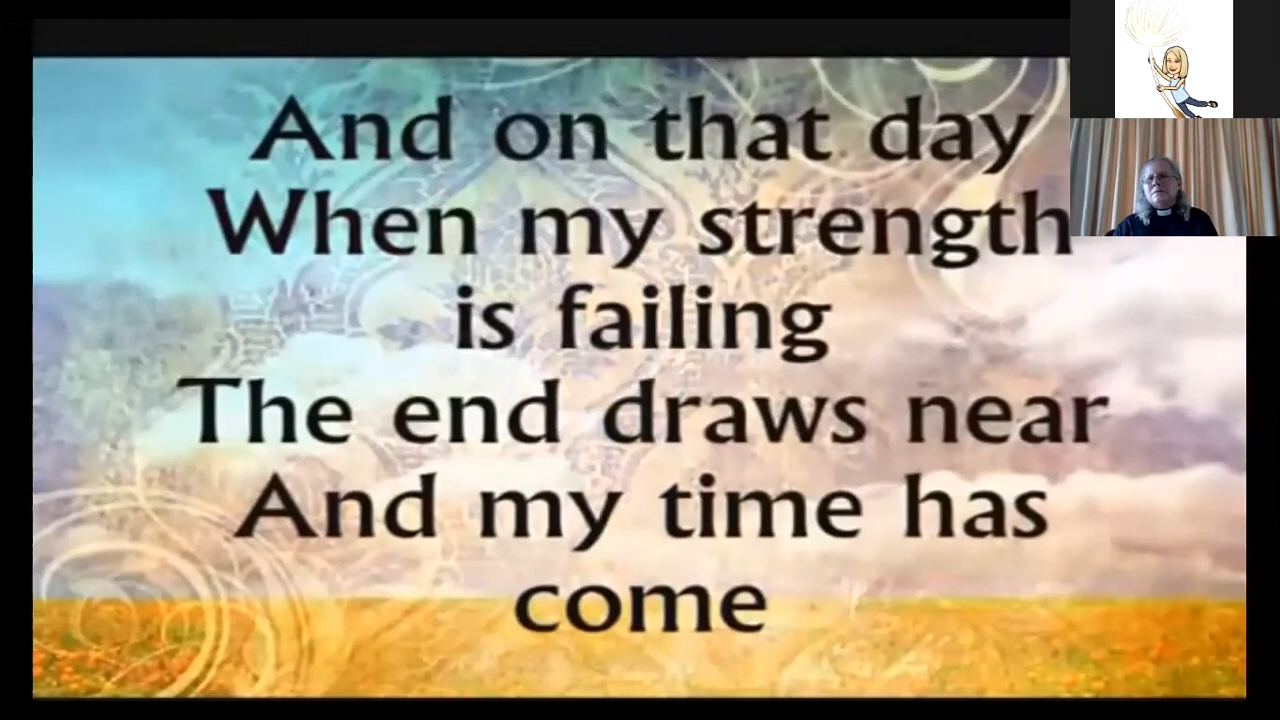 And on that day
When my strength
is failing
The end draws near
And my time has
come